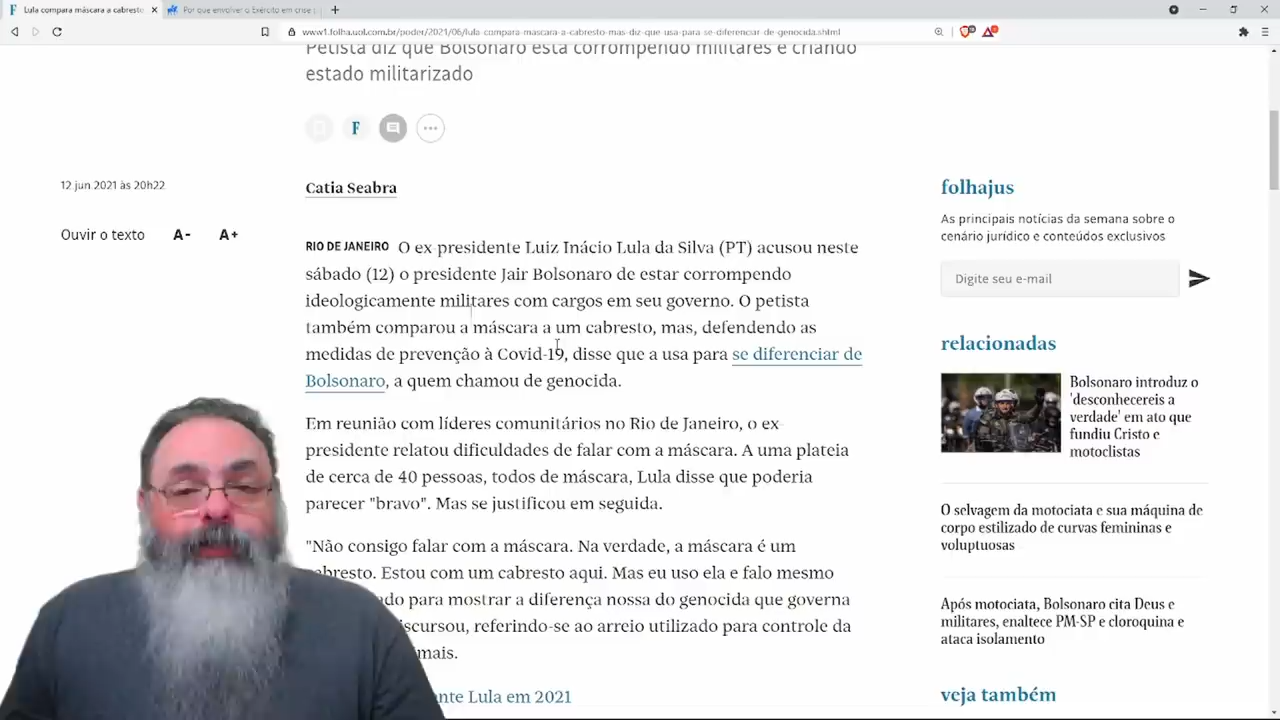 Lula compara máscara a cabresto
Por que envolver o Exército em crise
www1.folha.uol.com.br/poder/2021/06/lula-compara-mascara-a-cabresto-mas-diz-que-usa-para-se-diferenciar-de-genocida.shtml
Petista diz que Bolsonaro está corrompendo militares e criando
estado militarizado
F
12.jun.2021 às 20h22
Ouvir o texto A- A+
Catia Seabra
RIO DE JANEIRO O ex-presidente Luiz Inácio Lula da Silva (PT) acusou neste
sábado (12) o presidente Jair Bolsonaro de estar corrompendo
ideologicamente militares com cargos em seu governo. O petista
também comparou a máscara a um cabresto, mas, defendendo as
medidas de prevenção à Covid-19, disse que a usa para se diferenciar de
Bolsonaro, a quem chamou de genocida.
Em reunião com líderes comunitários no Rio de Janeiro, o ex-
presidente relatou dificuldades de falar com a máscara. A uma plateia
de cerca de 40 pessoas, todos de máscara, Lula disse que poderia
parecer "bravo". Mas se justificou em seguida.
"Não consigo falar com a máscara. Na verdade, a máscara é um
cabresto. Estou com um cabresto aqui. Mas eu uso ela e falo mesmo
ado para mostrar a diferença nossa do genocida que governa
iscursou, referindo-se ao arreio utilizado para controle da
mais.
nte Lula em 2021
folhajus
As principais notícias da semana sobre o
cenário jurídico e conteúdos exclusivos
Digite seu e-mail
relacionadas
Bolsonaro introduz o
'desconhecereis a
verdade' em ato que
fundiu Cristo e
motoclistas
O selvagem da motociata e sua máquina de
corpo estilizado de curvas femininas e
voluptuosas
Após motociata, Bolsonaro cita Deus e
militares, enaltece PM-SP e cloroquina e
ataca isolamento
veja também